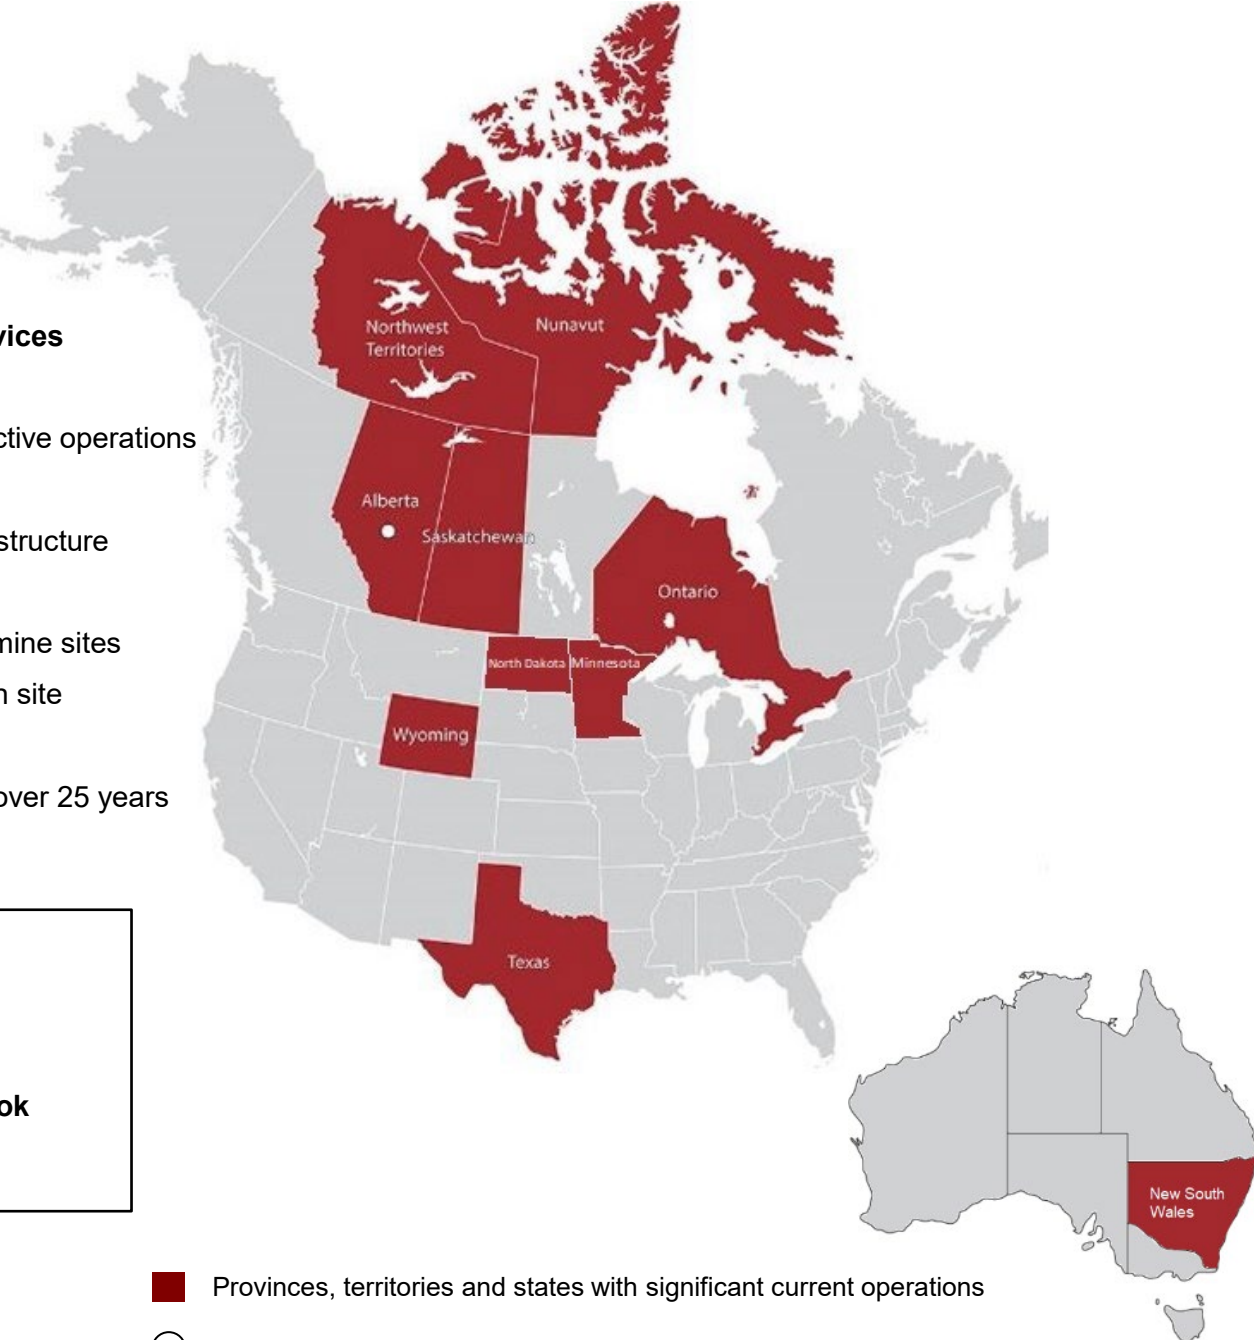 vices
ctive operations
structure
mine sites
n site
over 25 years
ok
Northwest
Territories
Nunavut
Alberta
Saskatchewan
Ontario
North Dakota
Minnesota
Wyoming
Texas
New South
Wales
Provinces, territories and states with significant current operations